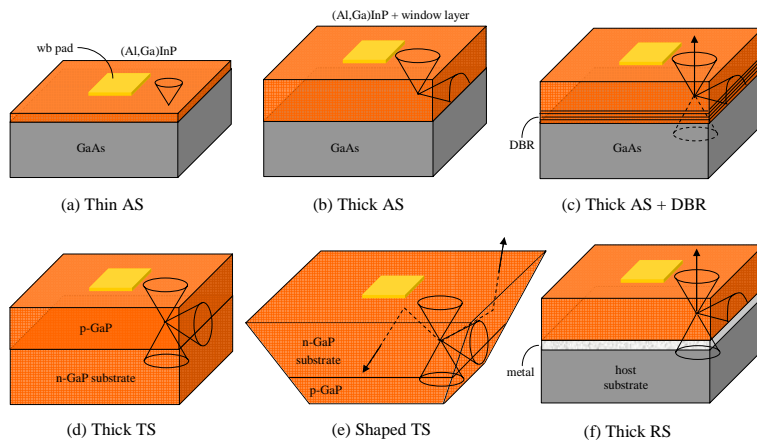 wb pad
(Al,Ga)InP
GaAs
(a) Thin AS
(Al,Ga)InP + window layer
(b) Thick AS
DBR
GaAs
(c) Thick AS + DBR
p-GaP
n-GaP substrate
(d) Thick TS
n-GaP
substrate
p-GaP
(e) Shaped TS
metal
host
substrate
(f) Thick RS